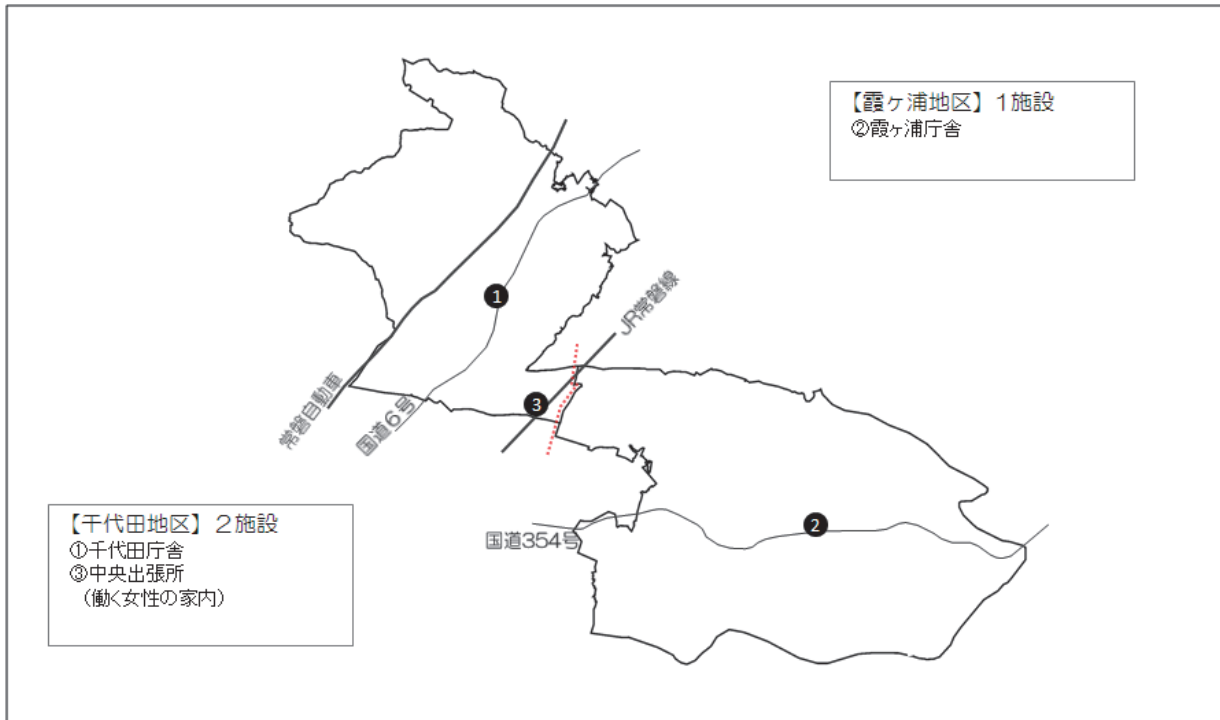 【霞ヶ浦地区】1施設
②霞ヶ浦庁舎
JR常磐線
①
③
常磐自動車
国道6号
②
国道354号
【千代田地区】2施設
①千代田庁舎
③中央出張所
(働く女性の家内)